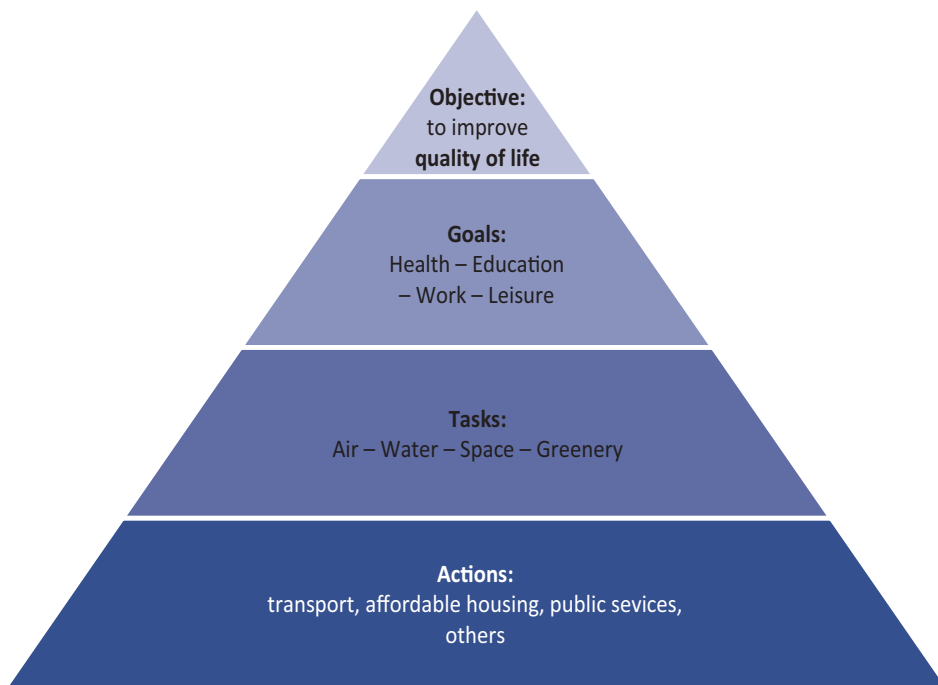 Objective:
to improve
quality of life
Goals:
Health – Education
– Work – Leisure
Tasks:
Air – Water – Space – Greenery
Actions:
transport, affordable housing, public sevices,
others